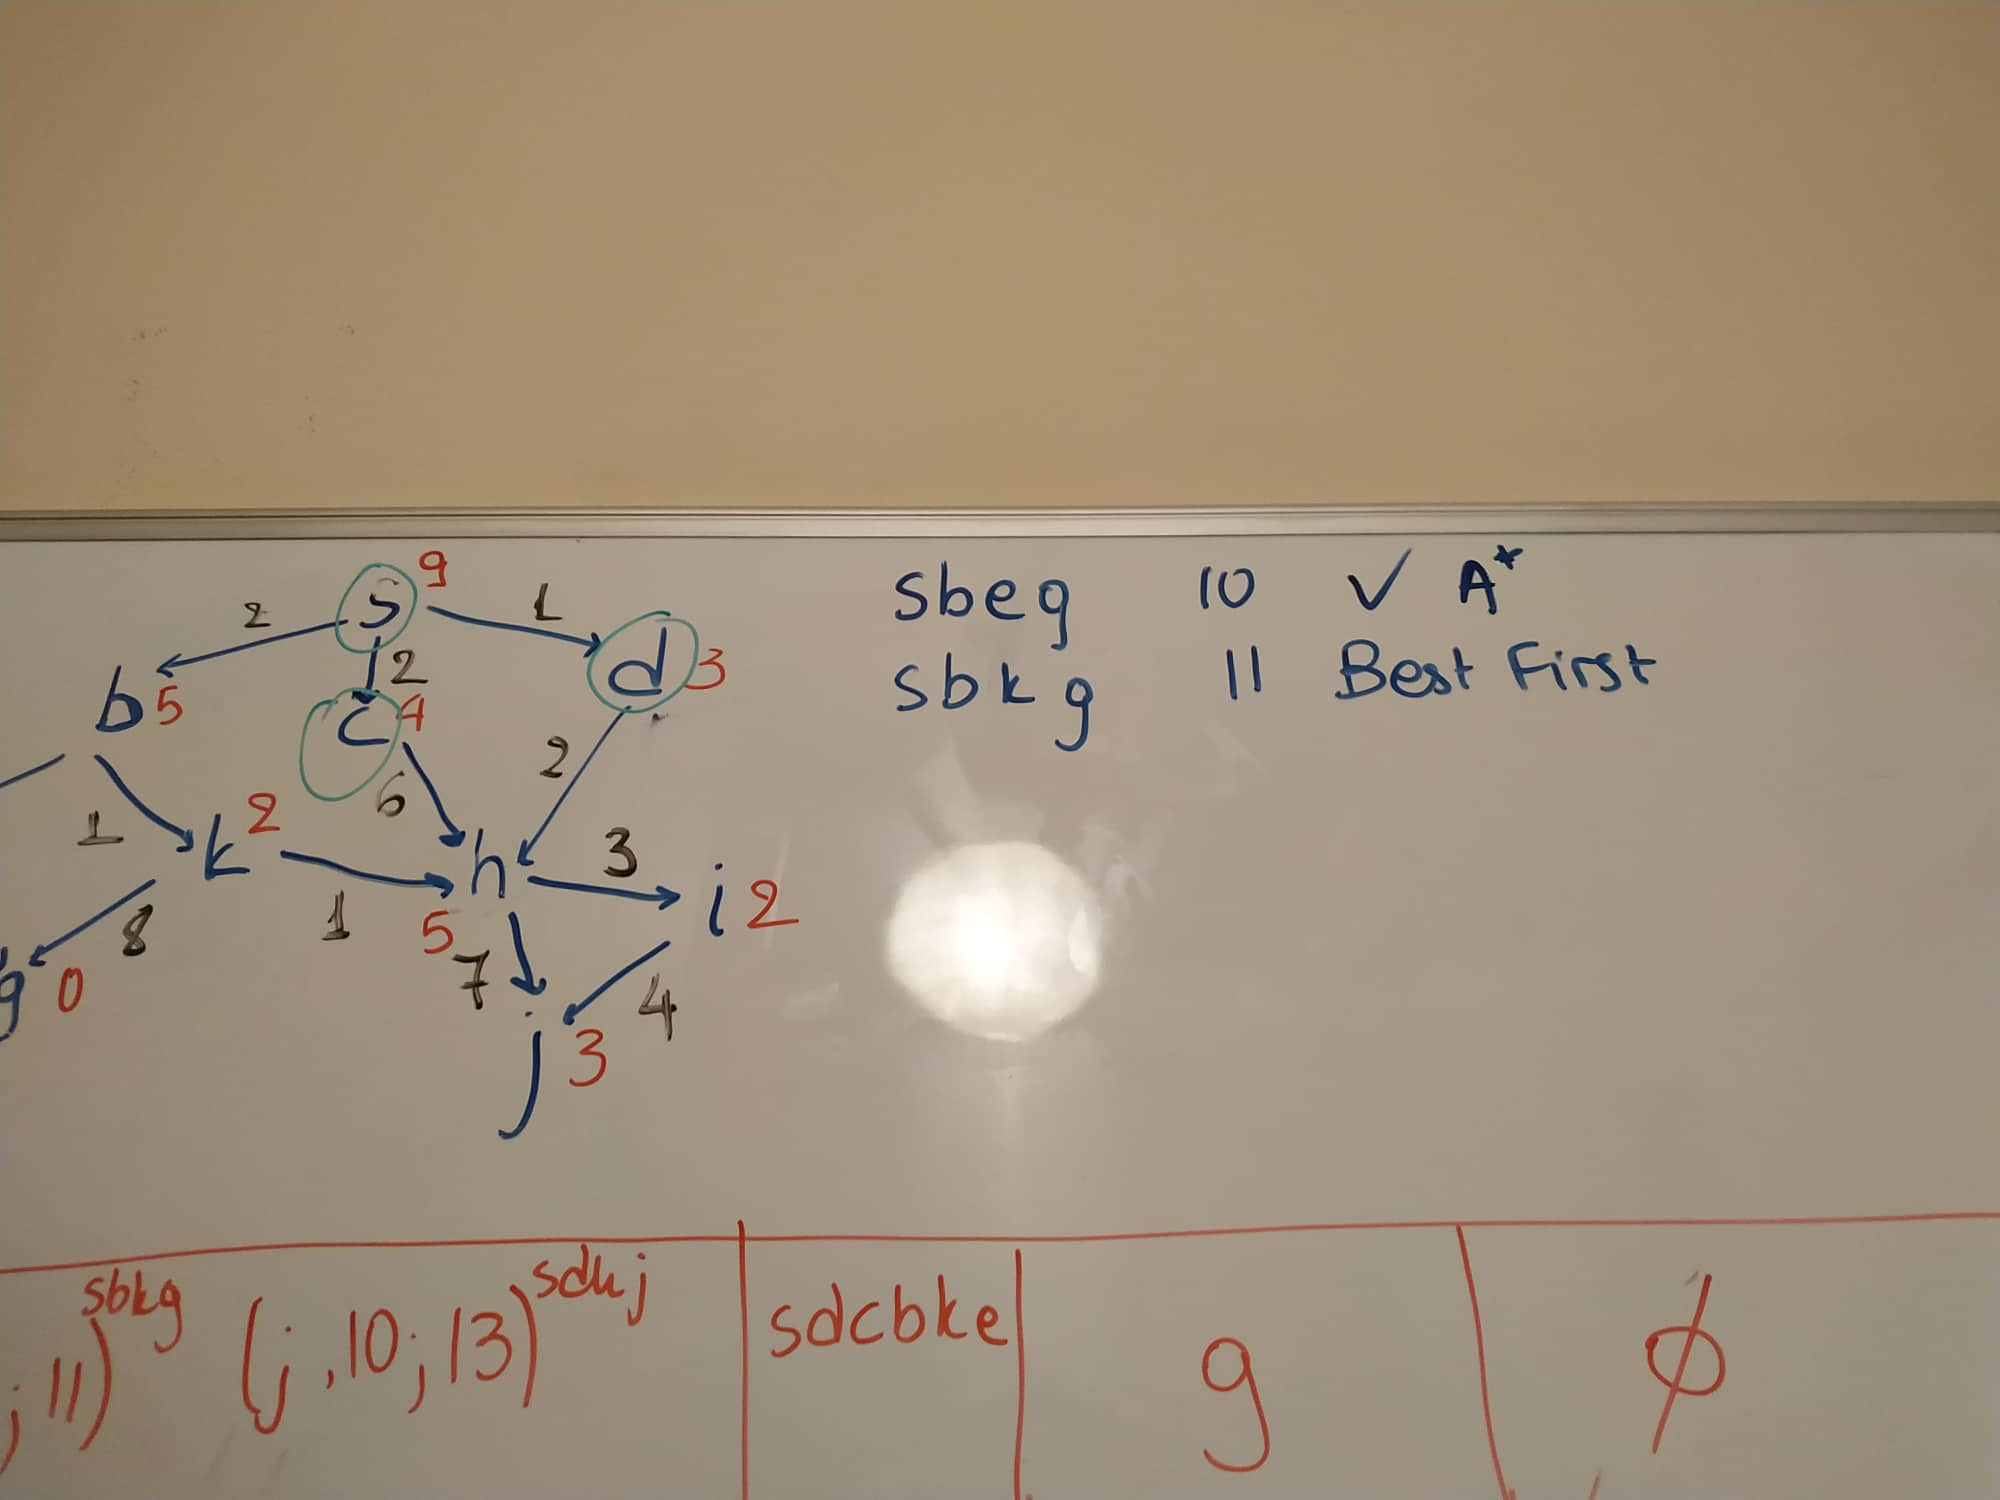 s 9
2
1
2
d 3
b 5
c 4
6
2
1
k 2
h
3
1
5
i 2
8
7
g 0
4
j 3
sbeg 10 ✓ A*
sbkg 11 Best First
; 11) sbkg (j, 10; 13) sdhj
sdcbke
g
ϕ